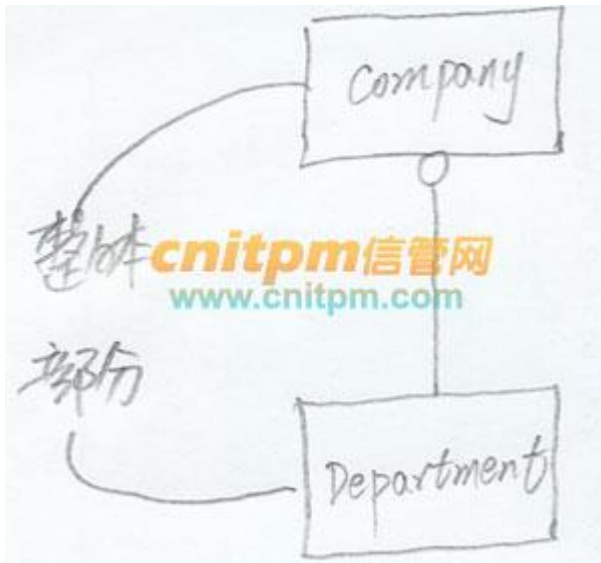 Company
整体
cnitpm信管网
www.cnitpm.com
部分
Department